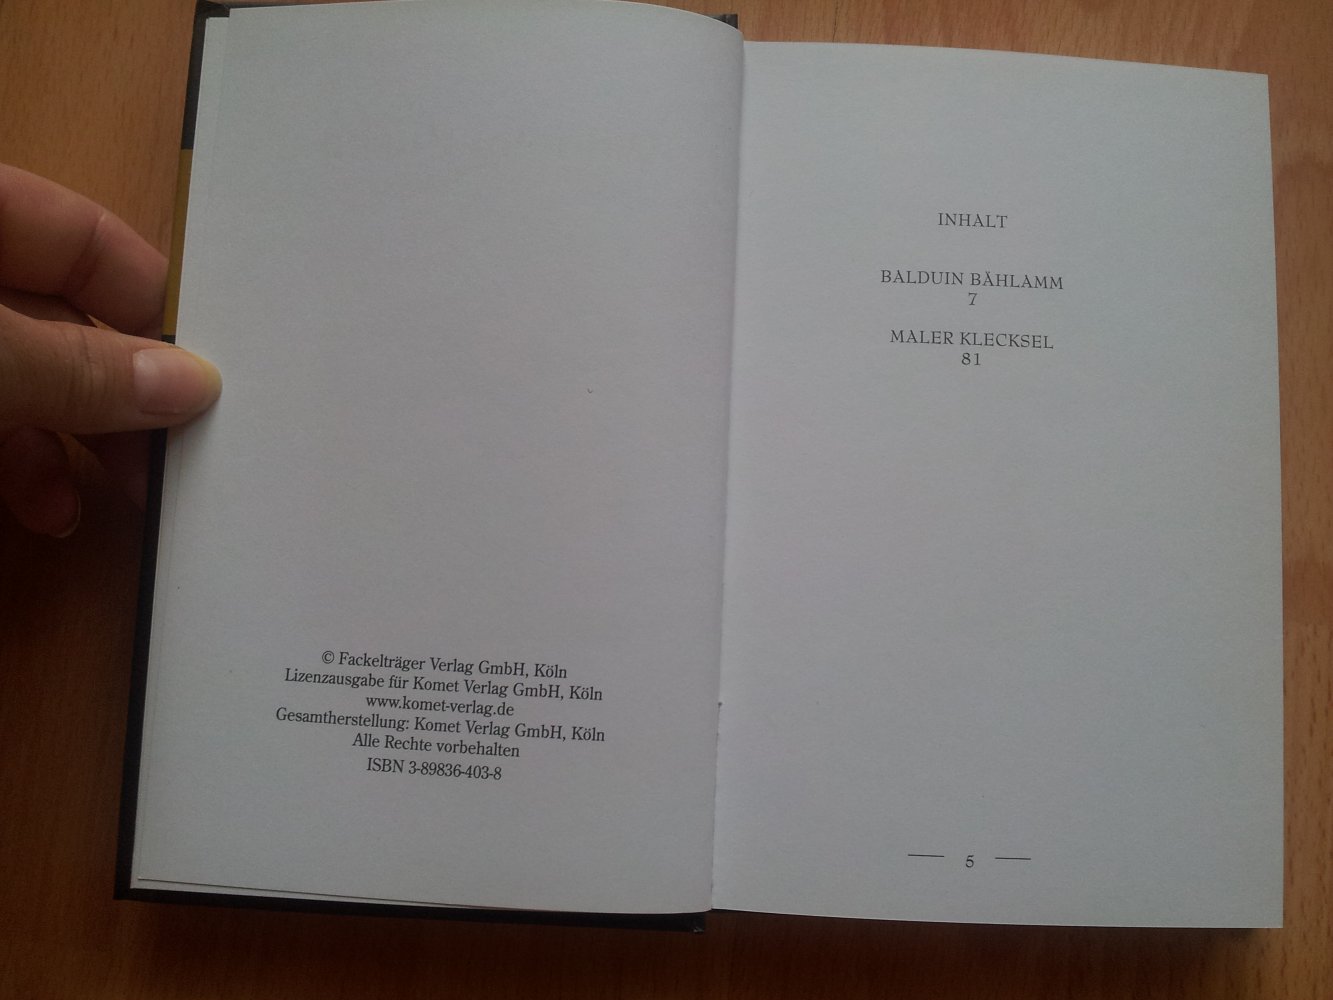 © Fackelträger Verlag GmbH, Köln
Lizenzausgabe für Komet Verlag GmbH, Köln
www.komet-verlag.de
Gesamtherstellung: Komet Verlag GmbH, Köln
Alle Rechte vorbehalten
ISBN 3-89836-403-8
INHALT
BALDUIN BÄHLAMM
7
MALER KLECKSEL
81
5